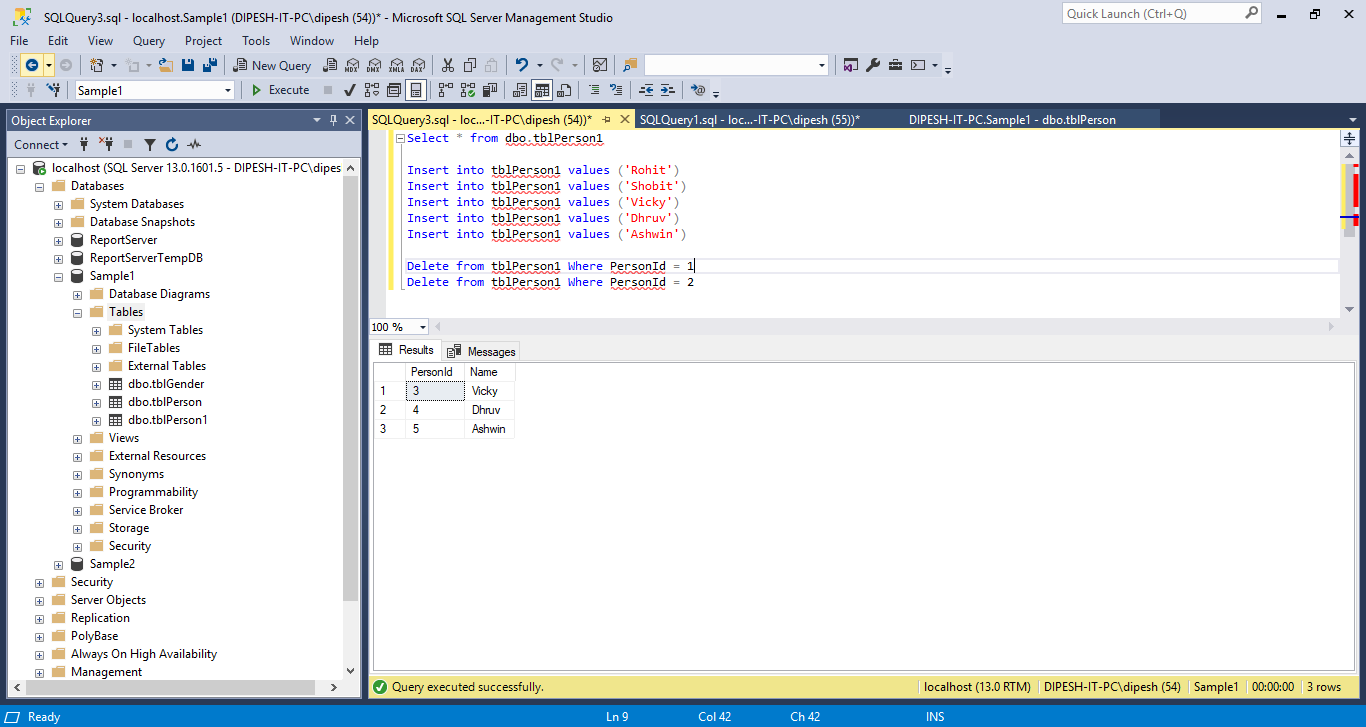 SQLQuery3.sql - localhost.Sample1 (DIPESH-IT-PC\dipesh (54))* - Microsoft SQL Server Management Studio
Quick Launch (Ctrl+Q)
File Edit View Query Project Tools Window Help
New Query MDX DMX XMLA DAX
Sample1 Execute
Object Explorer
Connect
localhost (SQL Server 13.0.1601.5 - DIPESH-IT-PC\dipes
Databases
System Databases
Database Snapshots
ReportServer
ReportServerTempDB
Sample1
Database Diagrams
Tables
System Tables
FileTables
External Tables
dbo.tblGender
dbo.tblPerson
dbo.tblPerson1
Views
External Resources
Synonyms
Programmability
Service Broker
Storage
Security
Sample2
Security
Server Objects
Replication
PolyBase
Always On High Availability
Management
SQLQuery3.sql - loc...-IT-PC\dipesh (54))* SQLQuery1.sql - loc...-IT-PC\dipesh (55))* DIPESH-IT-PC.Sample1 - dbo.tblPerson
Select * from dbo.tblPerson1
Insert into tblPerson1 values ('Rohit')
Insert into tblPerson1 values ('Shobit')
Insert into tblPerson1 values ('Vicky')
Insert into tblPerson1 values ('Dhruv')
Insert into tblPerson1 values ('Ashwin')
Delete from tblPerson1 Where PersonId = 1
Delete from tblPerson1 Where PersonId = 2
100 %
Results Messages
PersonId Name
1 3 Vicky
2 4 Dhruv
3 5 Ashwin
Query executed successfully. localhost (13.0 RTM) DIPESH-IT-PC\dipesh (54) Sample1 00:00:00 3 rows
Ready Ln 9 Col 42 Ch 42 INS